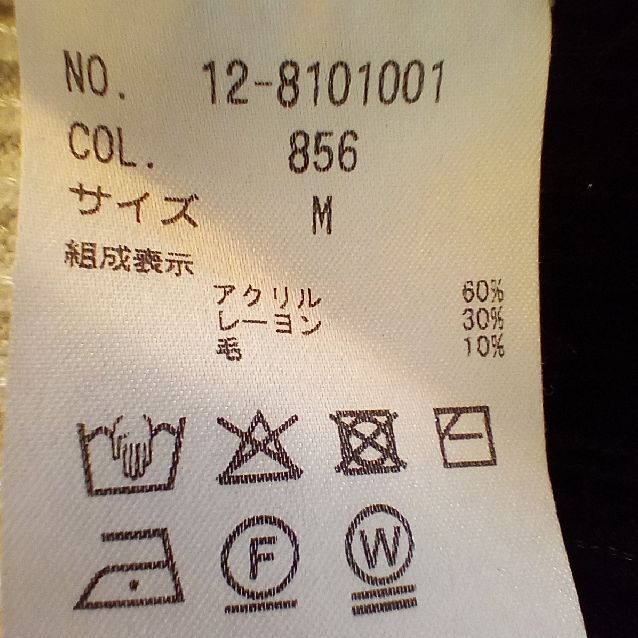 NO. 12-8101001
COL. 856
サイズ M
組成表示
アクリル 60%
レーヨン 30%
毛 10%
F W